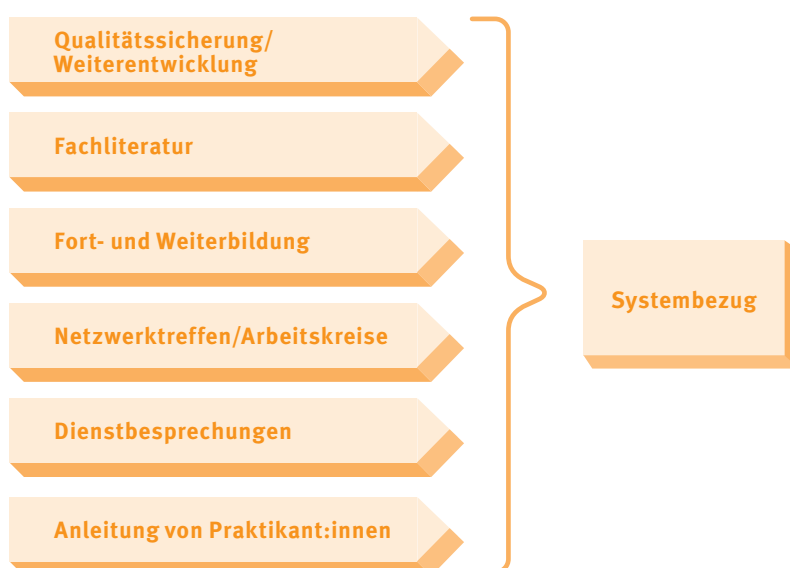 Qualitätssicherung/
Weiterentwicklung
Fachliteratur
Fort- und Weiterbildung
Netzwerktreffen/Arbeitskreise
Dienstbesprechungen
Anleitung von Praktikant:innen
Systembezug